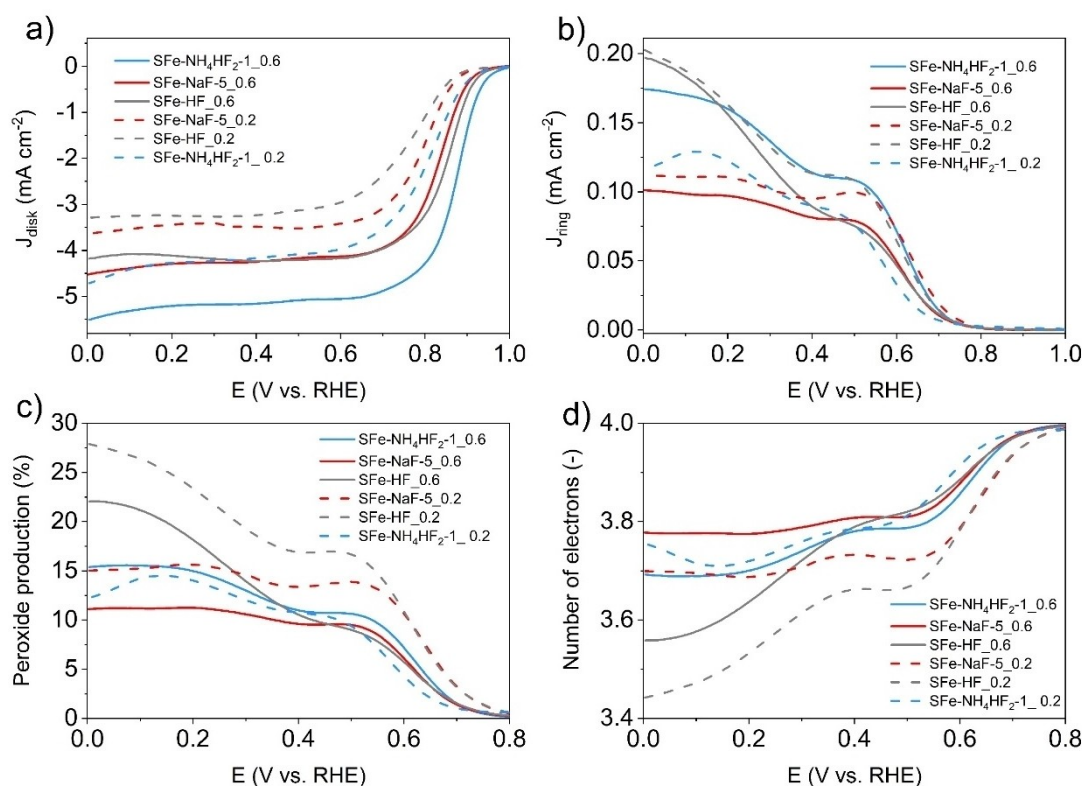 a)
0
-1
-2
-3
-4
-5
J_disk (mA cm⁻²)
SFe-NH₄HF₂-1_0.6
SFe-NaF-5_0.6
SFe-HF_0.6
SFe-NaF-5_0.2
SFe-HF_0.2
SFe-NH₄HF₂-1_ 0.2
0.0 0.2 0.4 0.6 0.8 1.0
E (V vs. RHE)
b)
0.20
0.15
0.10
0.05
0.00
J_ring (mA cm⁻²)
SFe-NH₄HF₂-1_0.6
SFe-NaF-5_0.6
SFe-HF_0.6
SFe-NaF-5_0.2
SFe-HF_0.2
SFe-NH₄HF₂-1_ 0.2
0.0 0.2 0.4 0.6 0.8 1.0
E (V vs. RHE)
c)
30
25
20
15
10
5
0
Peroxide production (%)
SFe-NH₄HF₂-1_0.6
SFe-NaF-5_0.6
SFe-HF_0.6
SFe-NaF-5_0.2
SFe-HF_0.2
SFe-NH₄HF₂-1_ 0.2
0.0 0.2 0.4 0.6 0.8
E (V vs. RHE)
d)
4.0
3.8
3.6
3.4
Number of electrons (-)
SFe-NH₄HF₂-1_0.6
SFe-NaF-5_0.6
SFe-HF_0.6
SFe-NaF-5_0.2
SFe-HF_0.2
SFe-NH₄HF₂-1_ 0.2
0.0 0.2 0.4 0.6 0.8
E (V vs. RHE)